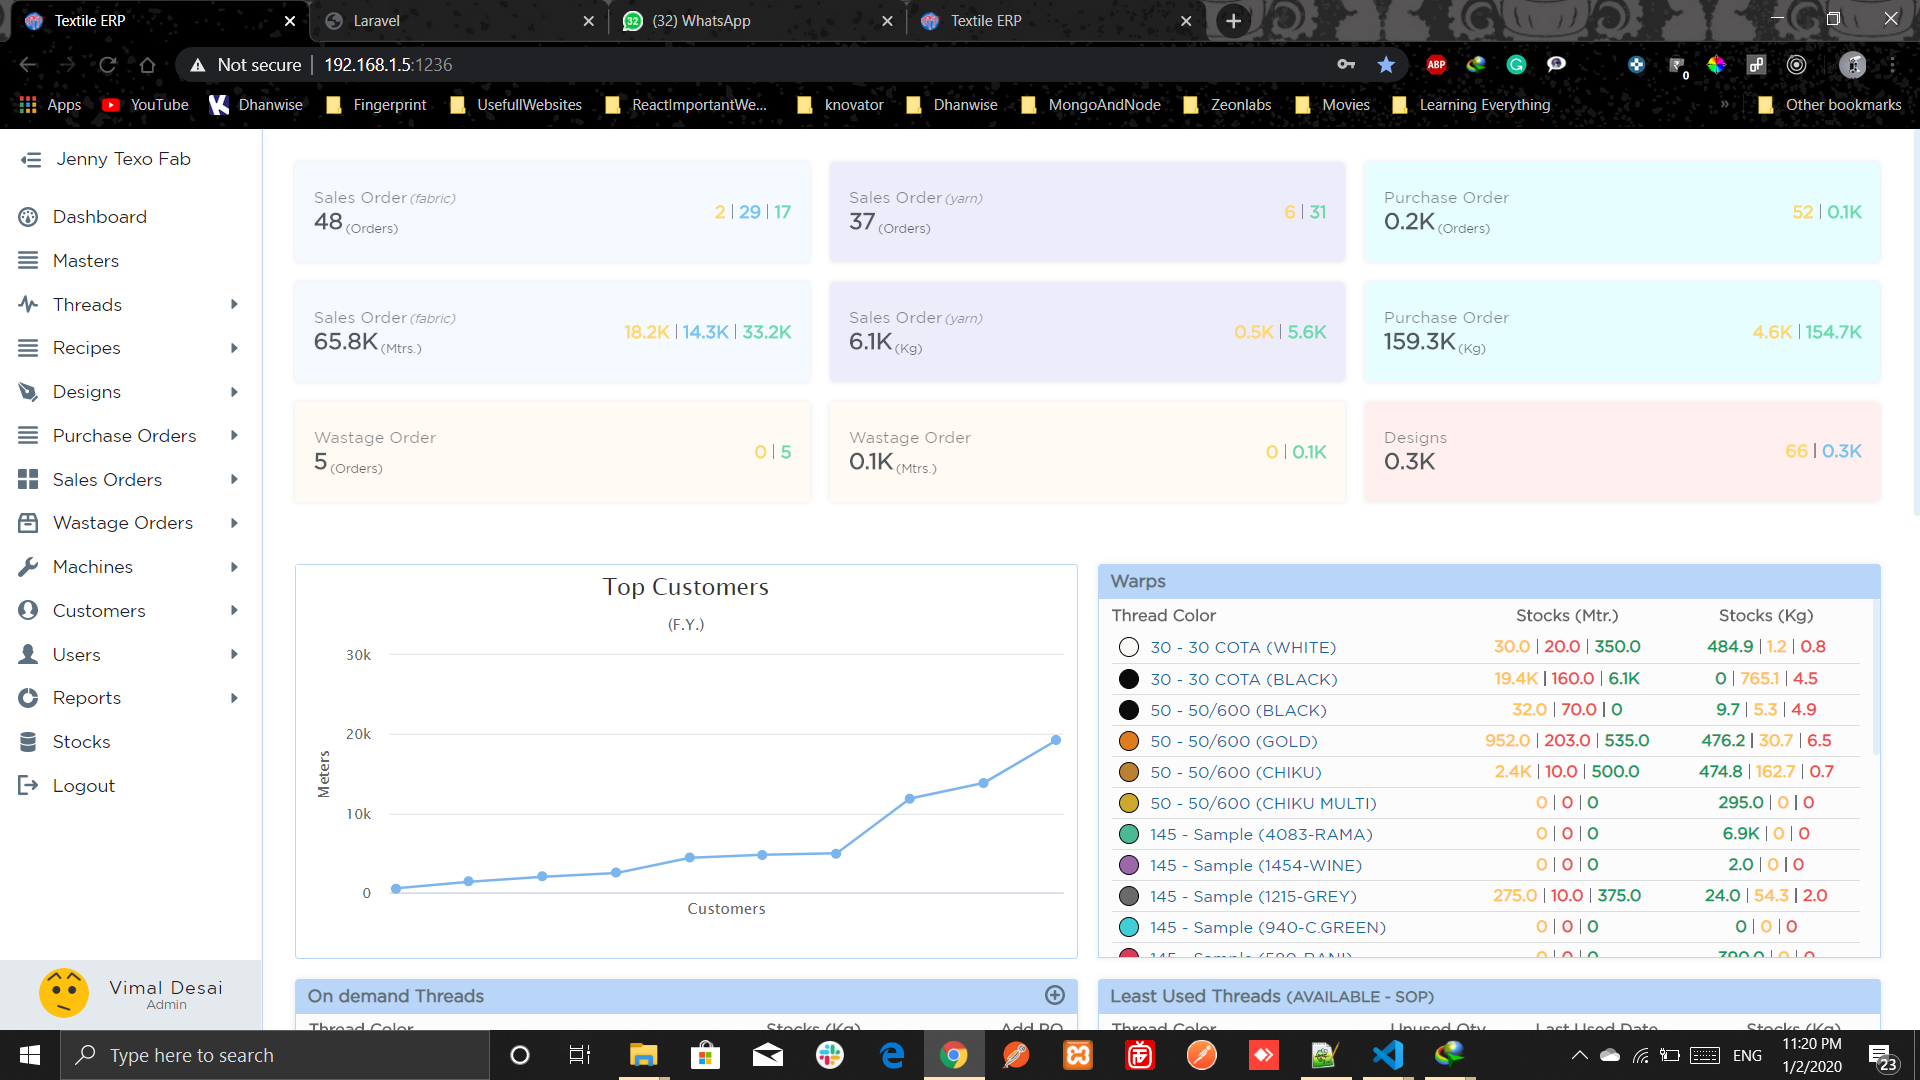 Textile ERP
Laravel
(32) WhatsApp
Textile ERP
Not secure
192.168.1.5:1236
ABP
0
Apps
YouTube
Dhanwise
Fingerprint
UsefullWebsites
ReactImportantWe...
knovator
Dhanwise
MongoAndNode
Zeonlabs
Movies
Learning Everything
»
Other bookmarks
Jenny Texo Fab
Dashboard
Masters
Threads
Recipes
Designs
Purchase Orders
Sales Orders
Wastage Orders
Machines
Customers
Users
Reports
Stocks
Logout
Vimal Desai
Admin
Sales Order (fabric)
48 (Orders)
2 | 29 | 17
Sales Order (yarn)
37 (Orders)
6 | 31
Purchase Order
0.2K (Orders)
52 | 0.1K
Sales Order (fabric)
65.8K (Mtrs.)
18.2K | 14.3K | 33.2K
Sales Order (yarn)
6.1K (Kg)
0.5K | 5.6K
Purchase Order
159.3K (Kg)
4.6K | 154.7K
Wastage Order
5 (Orders)
0 | 5
Wastage Order
0.1K (Mtrs.)
0 | 0.1K
Designs
0.3K
66 | 0.3K
Top Customers
(F.Y.)
30k
20k
10k
0
Meters
Customers
Warps
Thread Color Stocks (Mtr.) Stocks (Kg)
30 - 30 COTA (WHITE) 30.0 | 20.0 | 350.0 484.9 | 1.2 | 0.8
30 - 30 COTA (BLACK) 19.4K | 160.0 | 6.1K 0 | 765.1 | 4.5
50 - 50/600 (BLACK) 32.0 | 70.0 | 0 9.7 | 5.3 | 4.9
50 - 50/600 (GOLD) 952.0 | 203.0 | 535.0 476.2 | 30.7 | 6.5
50 - 50/600 (CHIKU) 2.4K | 10.0 | 500.0 474.8 | 162.7 | 0.7
50 - 50/600 (CHIKU MULTI) 0 | 0 | 0 295.0 | 0 | 0
145 - Sample (4083-RAMA) 0 | 0 | 0 6.9K | 0 | 0
145 - Sample (1454-WINE) 0 | 0 | 0 2.0 | 0 | 0
145 - Sample (1215-GREY) 275.0 | 10.0 | 375.0 24.0 | 54.3 | 2.0
145 - Sample (940-C.GREEN) 0 | 0 | 0 0 | 0 | 0
On demand Threads
Thread Color Stocks (Kg) Add PO
Least Used Threads (AVAILABLE - SOP)
Thread Color Unused Qty Last Used Date Stocks (Kg)
Type here to search
ENG
11:20 PM
1/2/2020
23